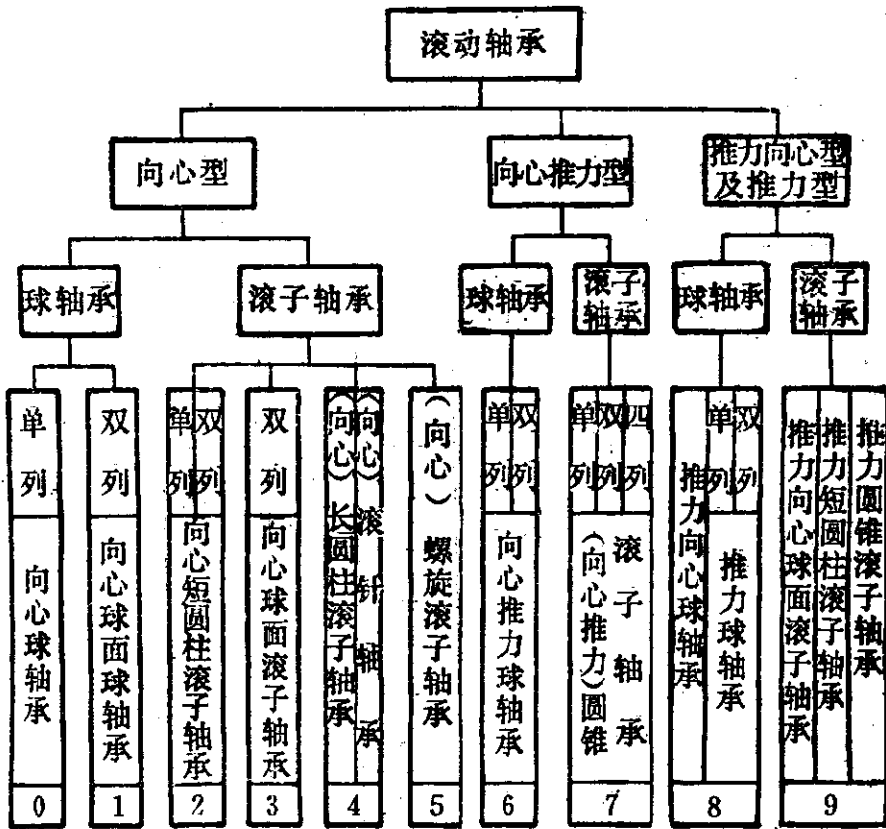 滚动轴承
向心型
向心推力型
推力向心型
及推力型
球轴承
滚子轴承
球轴承
滚子
轴承
球轴承
滚子
轴承
单列
向心球轴承
双列
向心球面球轴承
单列
双列
向心短圆柱滚子轴承
双列
向心球面滚子轴承
(向心)长圆柱滚子轴承
(向心)滚针轴承
(向心)螺旋滚子轴承
单列
双列
向心推力球轴承
单列
双列
四列
(向心推力)圆锥
滚子轴承
推力向心球轴承
单列
双列
推力球轴承
推力向心球面滚子轴承
推力短圆柱滚子轴承
推力圆锥滚子轴承
0
1
2
3
4
5
6
7
8
9